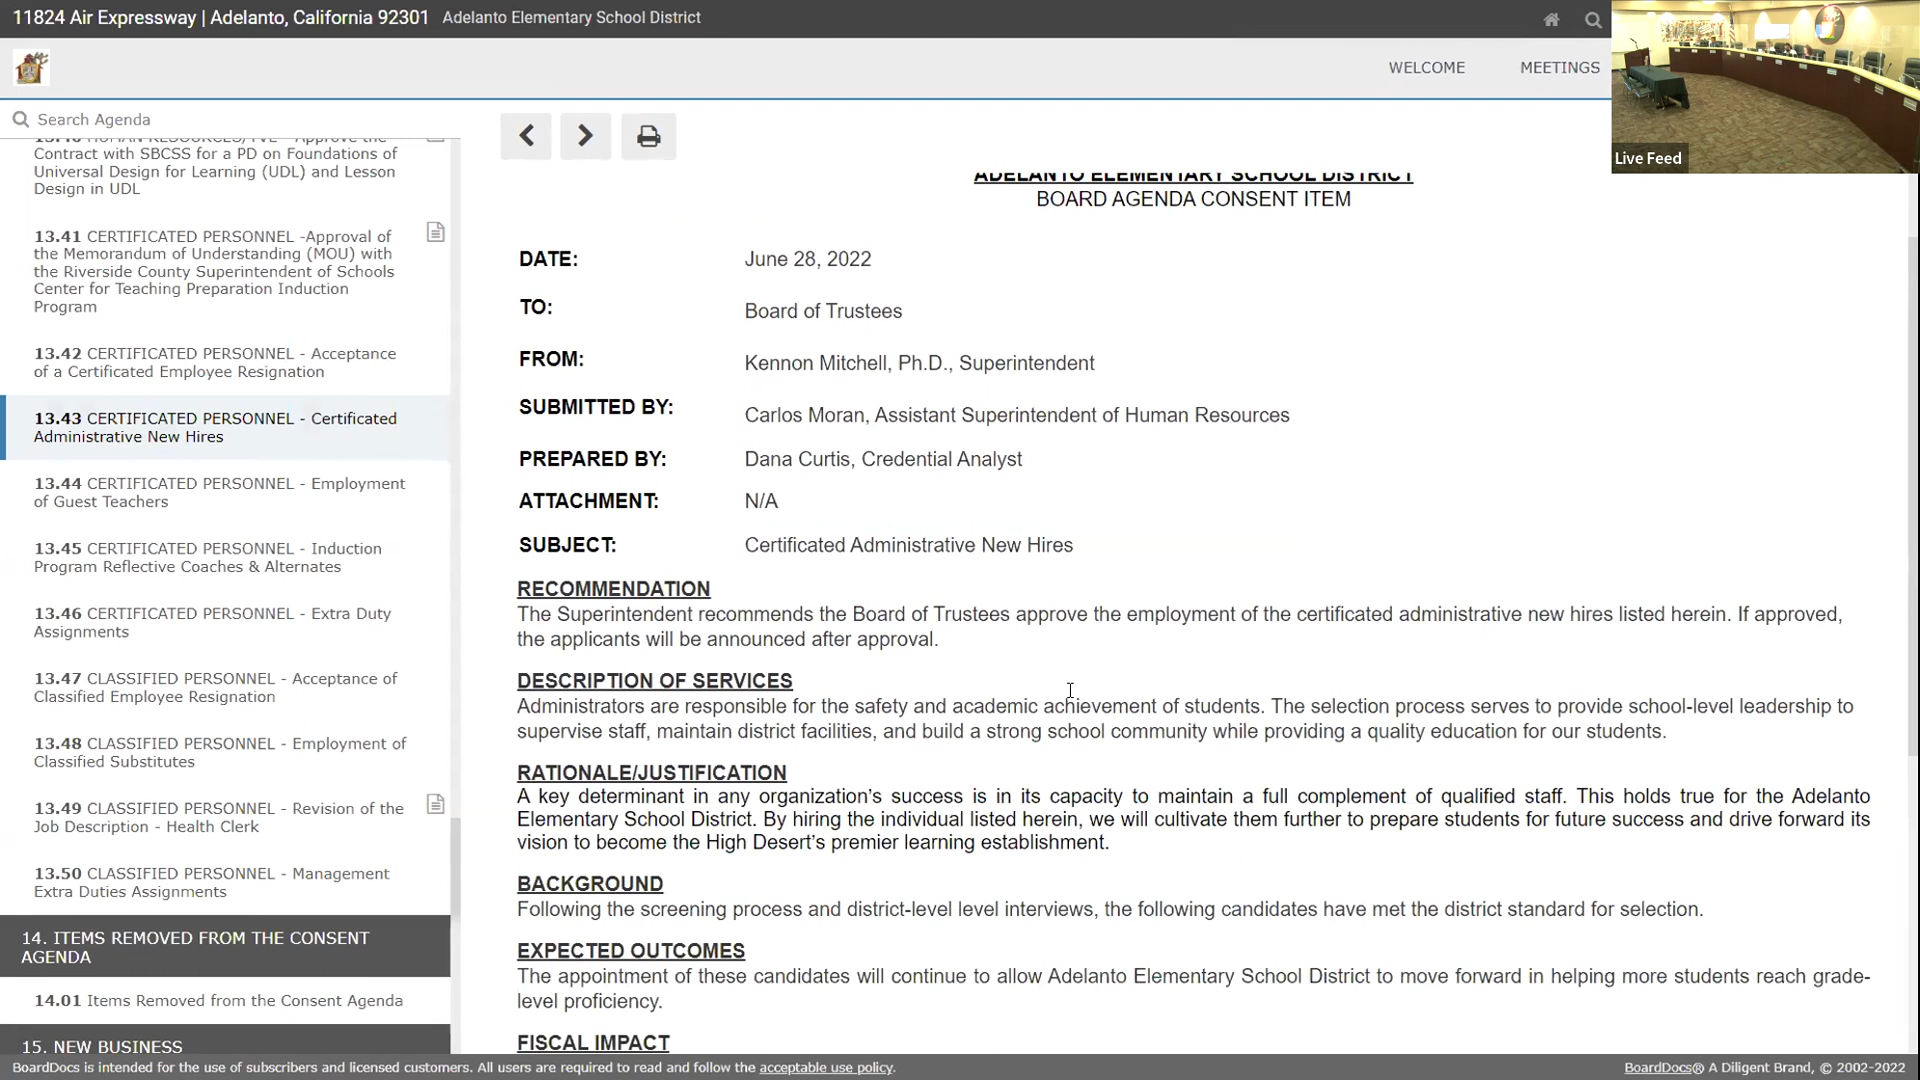 11824 Air Expressway | Adelanto, California 92301 Adelanto Elementary School District
WELCOME MEETINGS
Live Feed
Search Agenda
13.40 HUMAN RESOURCES/PVL - Approve the
Contract with SBCSS for a PD on Foundations of
Universal Design for Learning (UDL) and Lesson
Design in UDL
13.41 CERTIFICATED PERSONNEL -Approval of
the Memorandum of Understanding (MOU) with
the Riverside County Superintendent of Schools
Center for Teaching Preparation Induction
Program
13.42 CERTIFICATED PERSONNEL - Acceptance
of a Certificated Employee Resignation
13.43 CERTIFICATED PERSONNEL - Certificated
Administrative New Hires
13.44 CERTIFICATED PERSONNEL - Employment
of Guest Teachers
13.45 CERTIFICATED PERSONNEL - Induction
Program Reflective Coaches & Alternates
13.46 CERTIFICATED PERSONNEL - Extra Duty
Assignments
13.47 CLASSIFIED PERSONNEL - Acceptance of
Classified Employee Resignation
13.48 CLASSIFIED PERSONNEL - Employment of
Classified Substitutes
13.49 CLASSIFIED PERSONNEL - Revision of the
Job Description - Health Clerk
13.50 CLASSIFIED PERSONNEL - Management
Extra Duties Assignments
14. ITEMS REMOVED FROM THE CONSENT
AGENDA
14.01 Items Removed from the Consent Agenda
15. NEW BUSINESS
ADELANTO ELEMENTARY SCHOOL DISTRICT
BOARD AGENDA CONSENT ITEM
DATE: June 28, 2022
TO: Board of Trustees
FROM: Kennon Mitchell, Ph.D., Superintendent
SUBMITTED BY: Carlos Moran, Assistant Superintendent of Human Resources
PREPARED BY: Dana Curtis, Credential Analyst
ATTACHMENT: N/A
SUBJECT: Certificated Administrative New Hires
RECOMMENDATION
The Superintendent recommends the Board of Trustees approve the employment of the certificated administrative new hires listed herein. If approved,
the applicants will be announced after approval.
DESCRIPTION OF SERVICES
Administrators are responsible for the safety and academic achievement of students. The selection process serves to provide school-level leadership to
supervise staff, maintain district facilities, and build a strong school community while providing a quality education for our students.
RATIONALE/JUSTIFICATION
A key determinant in any organization’s success is in its capacity to maintain a full complement of qualified staff. This holds true for the Adelanto
Elementary School District. By hiring the individual listed herein, we will cultivate them further to prepare students for future success and drive forward its
vision to become the High Desert’s premier learning establishment.
BACKGROUND
Following the screening process and district-level level interviews, the following candidates have met the district standard for selection.
EXPECTED OUTCOMES
The appointment of these candidates will continue to allow Adelanto Elementary School District to move forward in helping more students reach grade-
level proficiency.
FISCAL IMPACT
BoardDocs is intended for the use of subscribers and licensed customers. All users are required to read and follow the acceptable use policy.
BoardDocs® A Diligent Brand, © 2002-2022